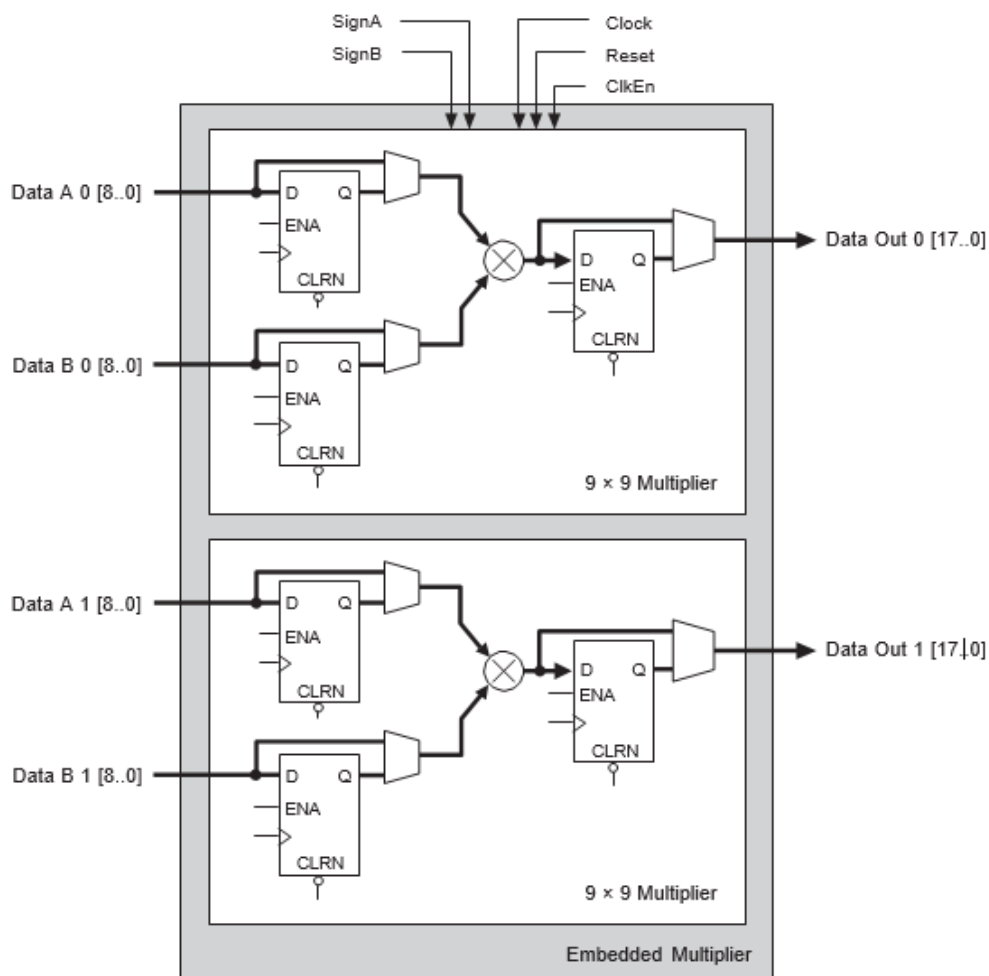 SignA
SignB
Clock
Reset
ClkEn
Data A 0 [8..0]
D Q
ENA
CLRN
Data B 0 [8..0]
D Q
ENA
CLRN
D Q
ENA
CLRN
Data Out 0 [17..0]
9 × 9 Multiplier
Data A 1 [8..0]
D Q
ENA
CLRN
Data B 1 [8..0]
D Q
ENA
CLRN
D Q
ENA
CLRN
Data Out 1 [17..0]
9 × 9 Multiplier
Embedded Multiplier